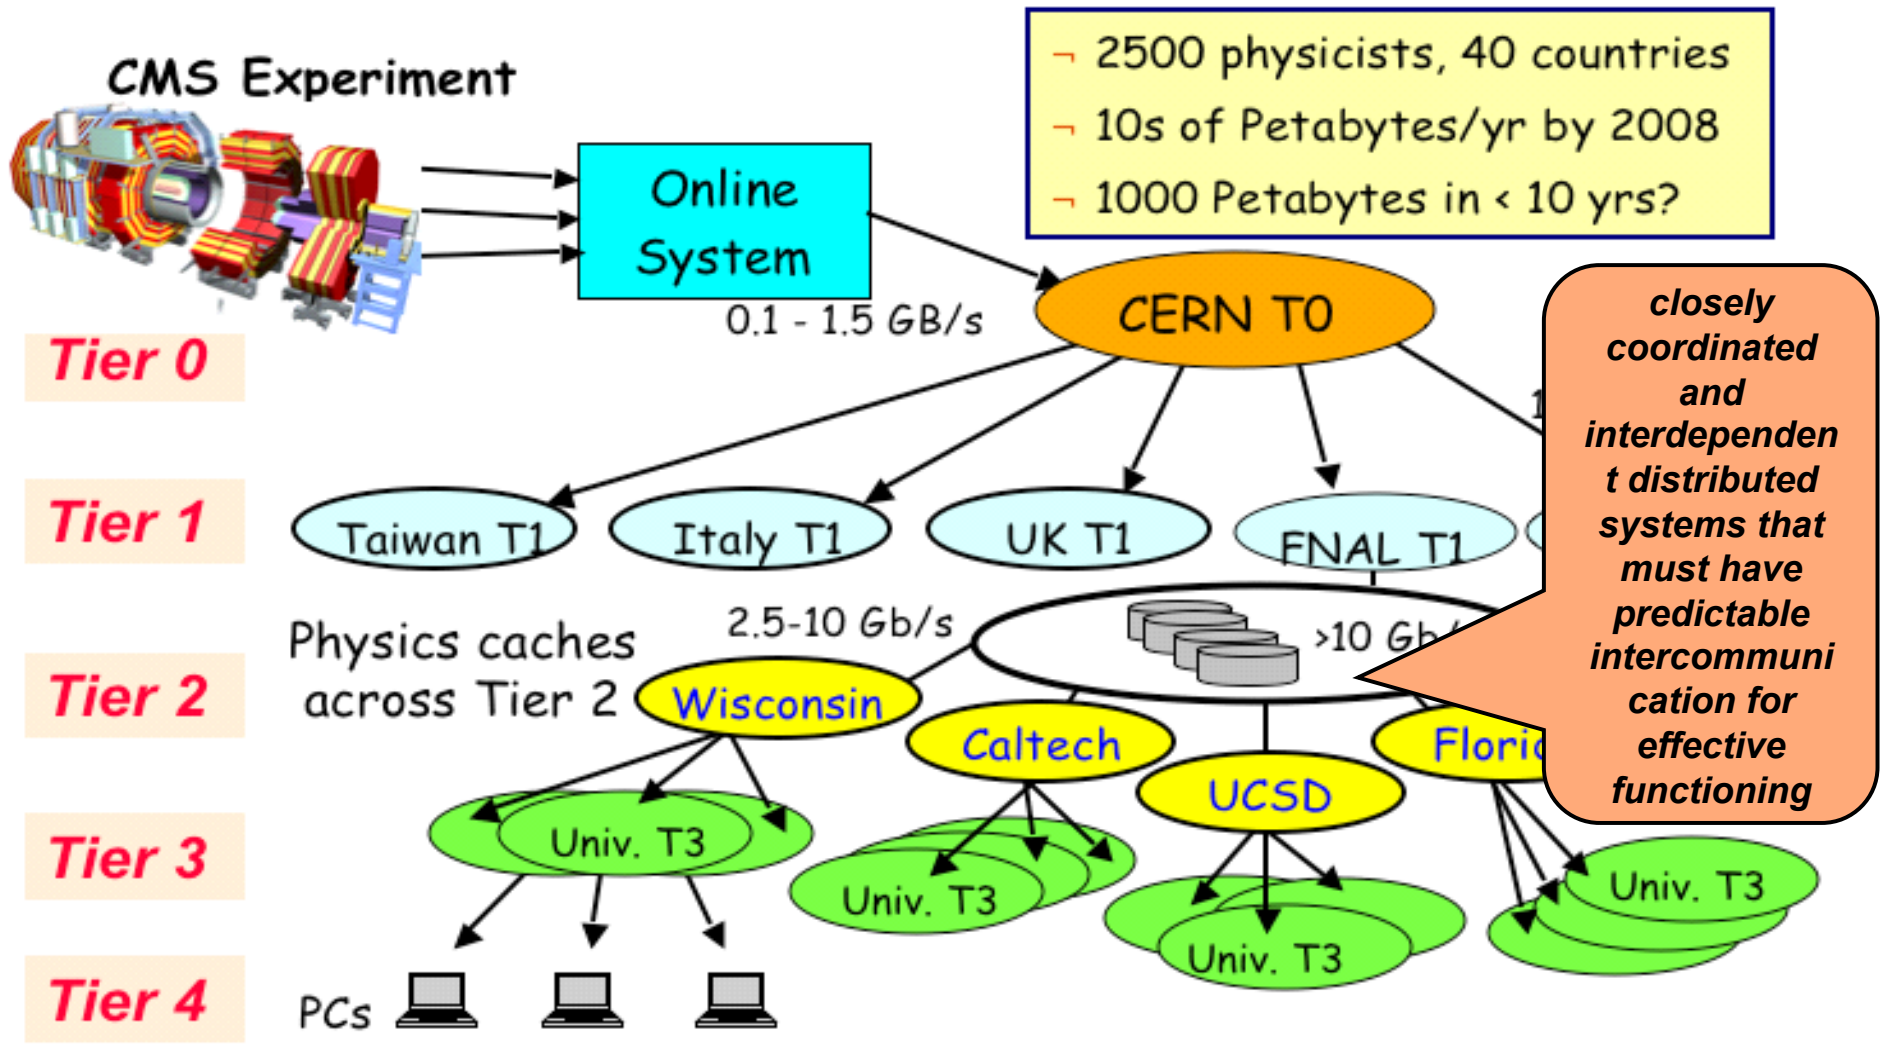 CMS Experiment
¬ 2500 physicists, 40 countries
¬ 10s of Petabytes/yr by 2008
¬ 1000 Petabytes in < 10 yrs?
Online
System
0.1 - 1.5 GB/s
CERN T0
Tier 0
closely
coordinated
and
interdependen
t distributed
systems that
must have
predictable
intercommuni
cation for
effective
functioning
Tier 1
Taiwan T1
Italy T1
UK T1
FNAL T1
2.5-10 Gb/s
>10 Gb/
Physics caches
across Tier 2
Tier 2
Wisconsin
Caltech
UCSD
Tier 3
Univ. T3
Univ. T3
Univ. T3
Univ. T3
Tier 4
PCs